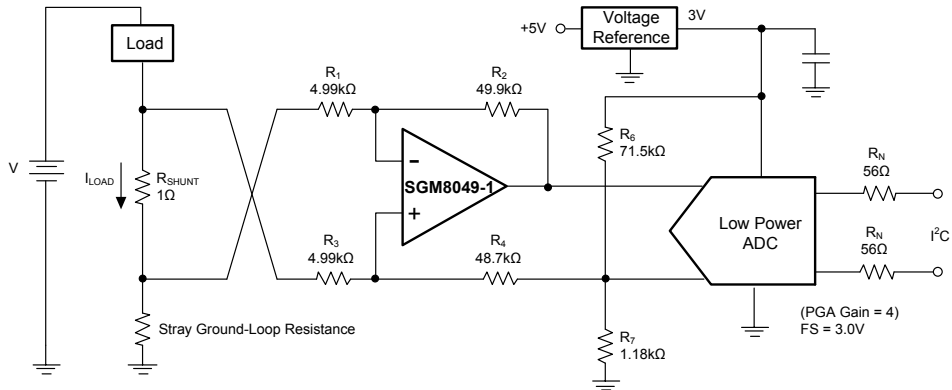 Load
+5V
Voltage
Reference
3V
R1
4.99kΩ
R2
49.9kΩ
R6
71.5kΩ
V
ILOAD
RSHUNT
1Ω
SGM8049-1
RN
56Ω
Low Power
ADC
I2C
RN
56Ω
R3
4.99kΩ
R4
48.7kΩ
(PGA Gain = 4)
FS = 3.0V
Stray Ground-Loop Resistance
R7
1.18kΩ